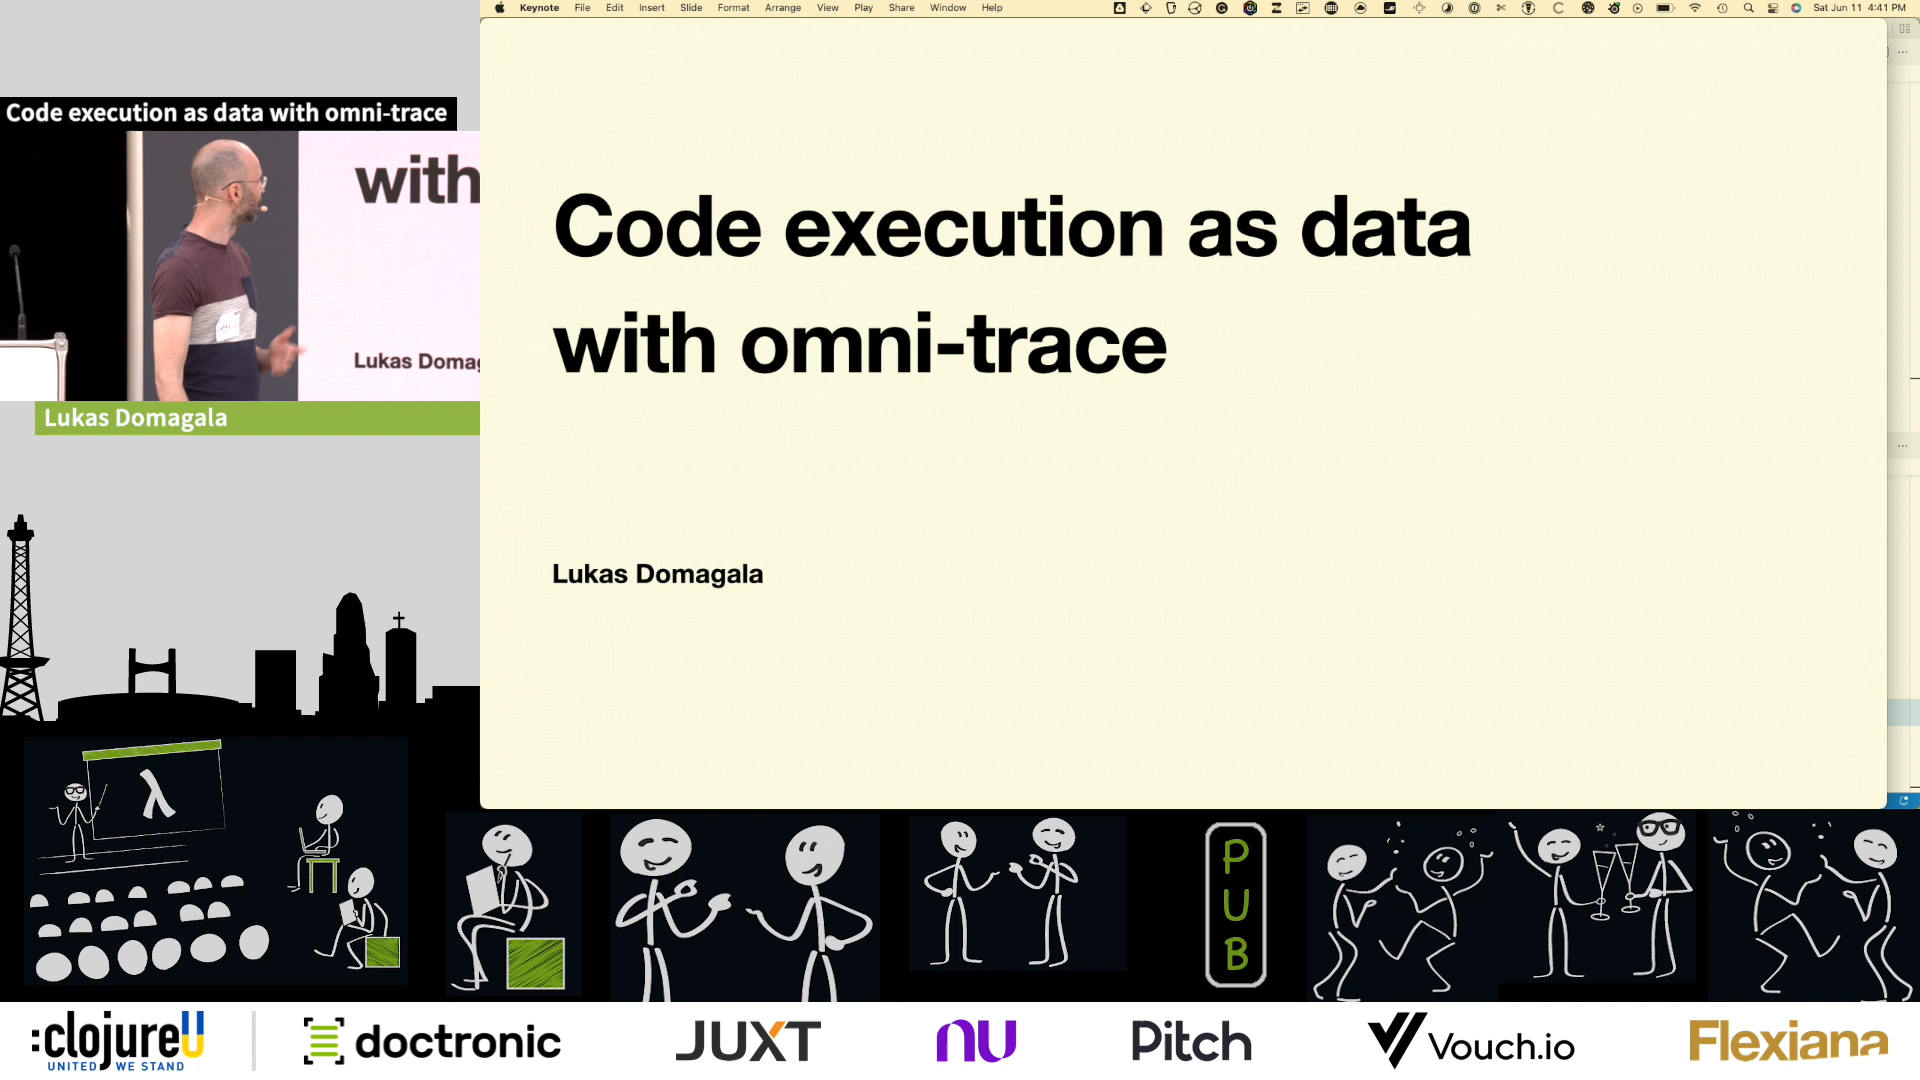 Keynote File Edit Insert Slide Format Arrange View Play Share Window Help Sat Jun 11 4:41 PM
Code execution as data with omni-trace
with
Lukas Domag
Lukas Domagala
Code execution as data
with omni-trace
Lukas Domagala
λ
PUB
:clojureU
UNITED WE STAND
doctronic
JUXT
nu
Pitch
Vouch.io
Flexiana